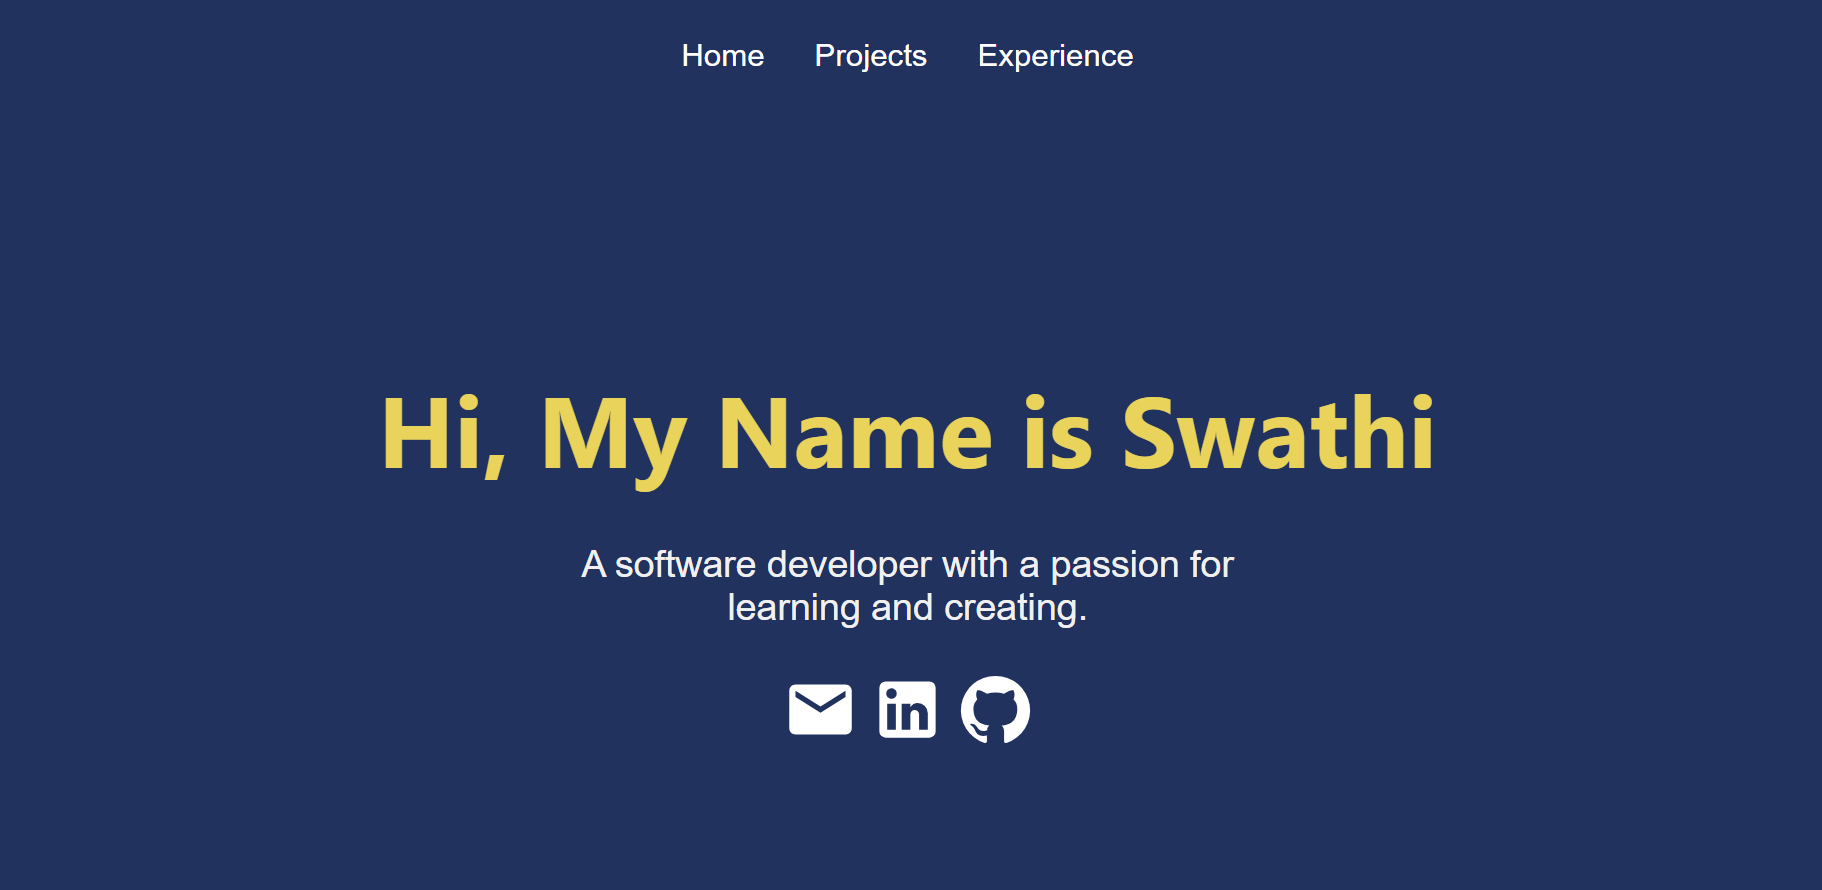 Home Projects Experience
Hi, My Name is Swathi
A software developer with a passion for
learning and creating.
in